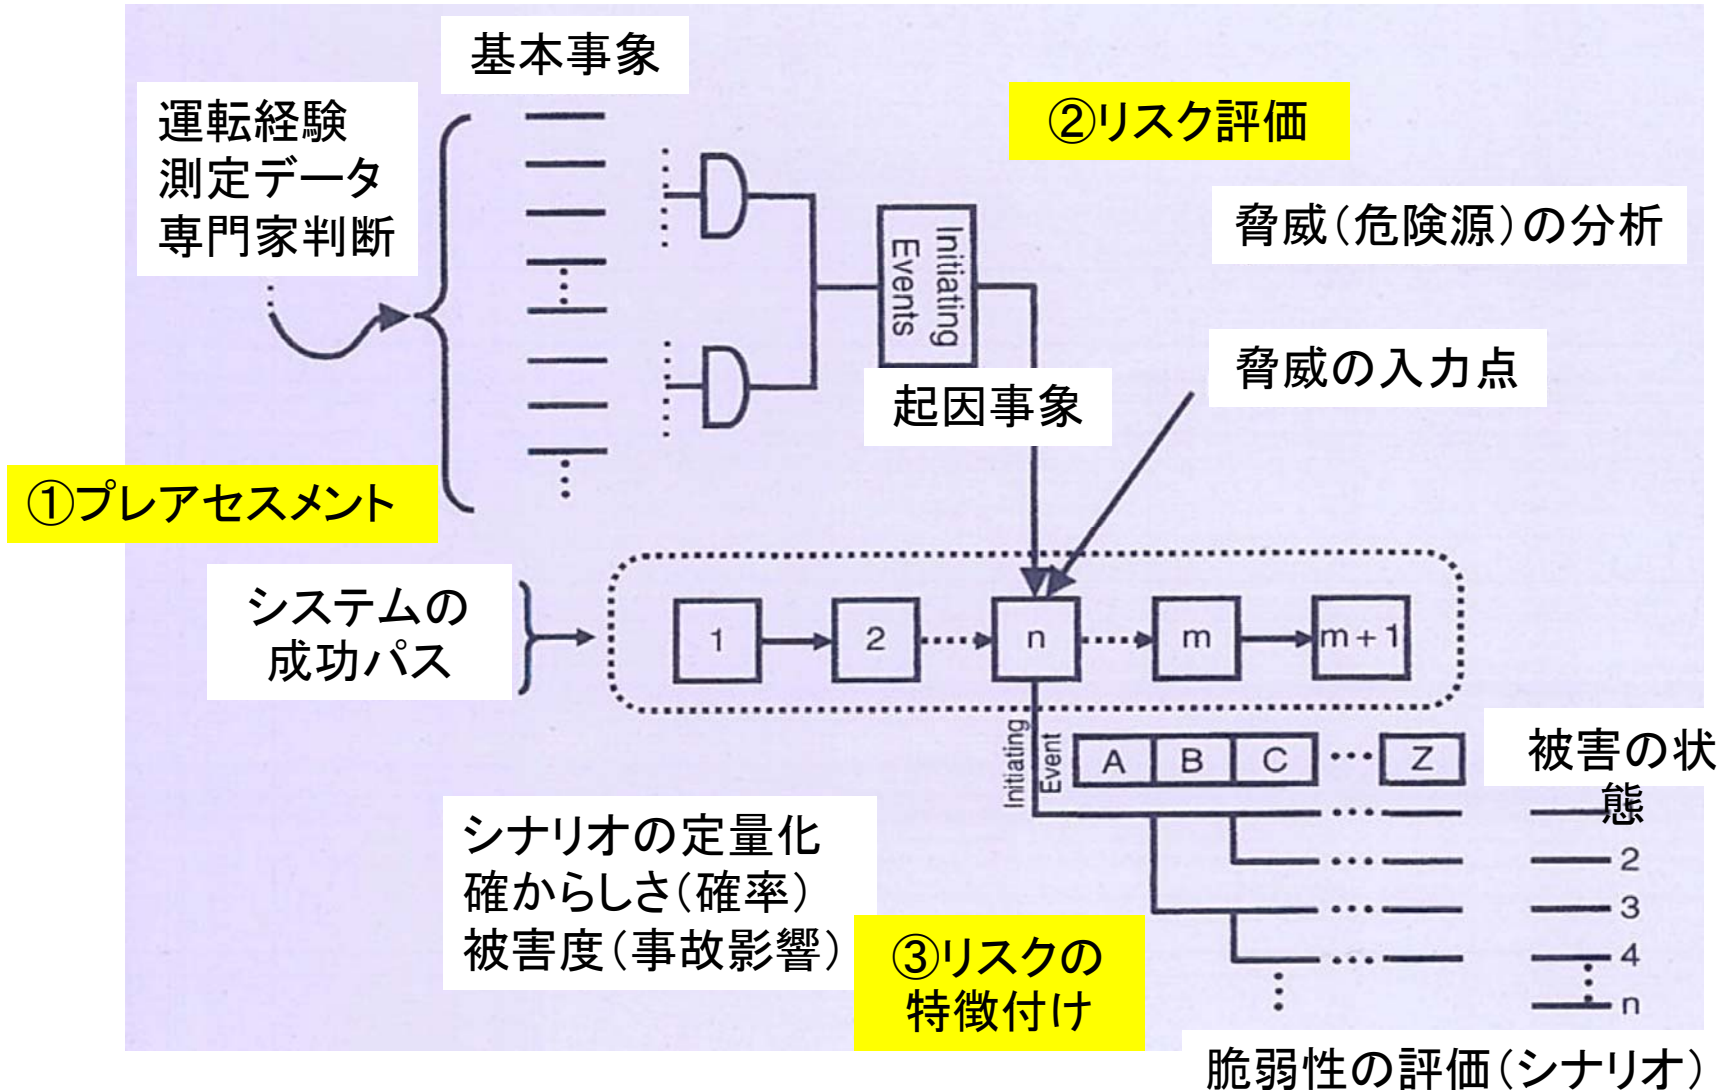 基本事象
運転経験
測定データ
専門家判断
②リスク評価
脅威（危険源）の分析
Initiating
Events
脅威の入力点
起因事象
①プレアセスメント
システムの
成功パス
1
2
n
m
m+1
Initiating
Event
A
B
C
Z
被害の状
態
2
3
4
n
シナリオの定量化
確からしさ（確率）
被害度（事故影響）
③リスクの
特徴付け
脆弱性の評価（シナリオ）